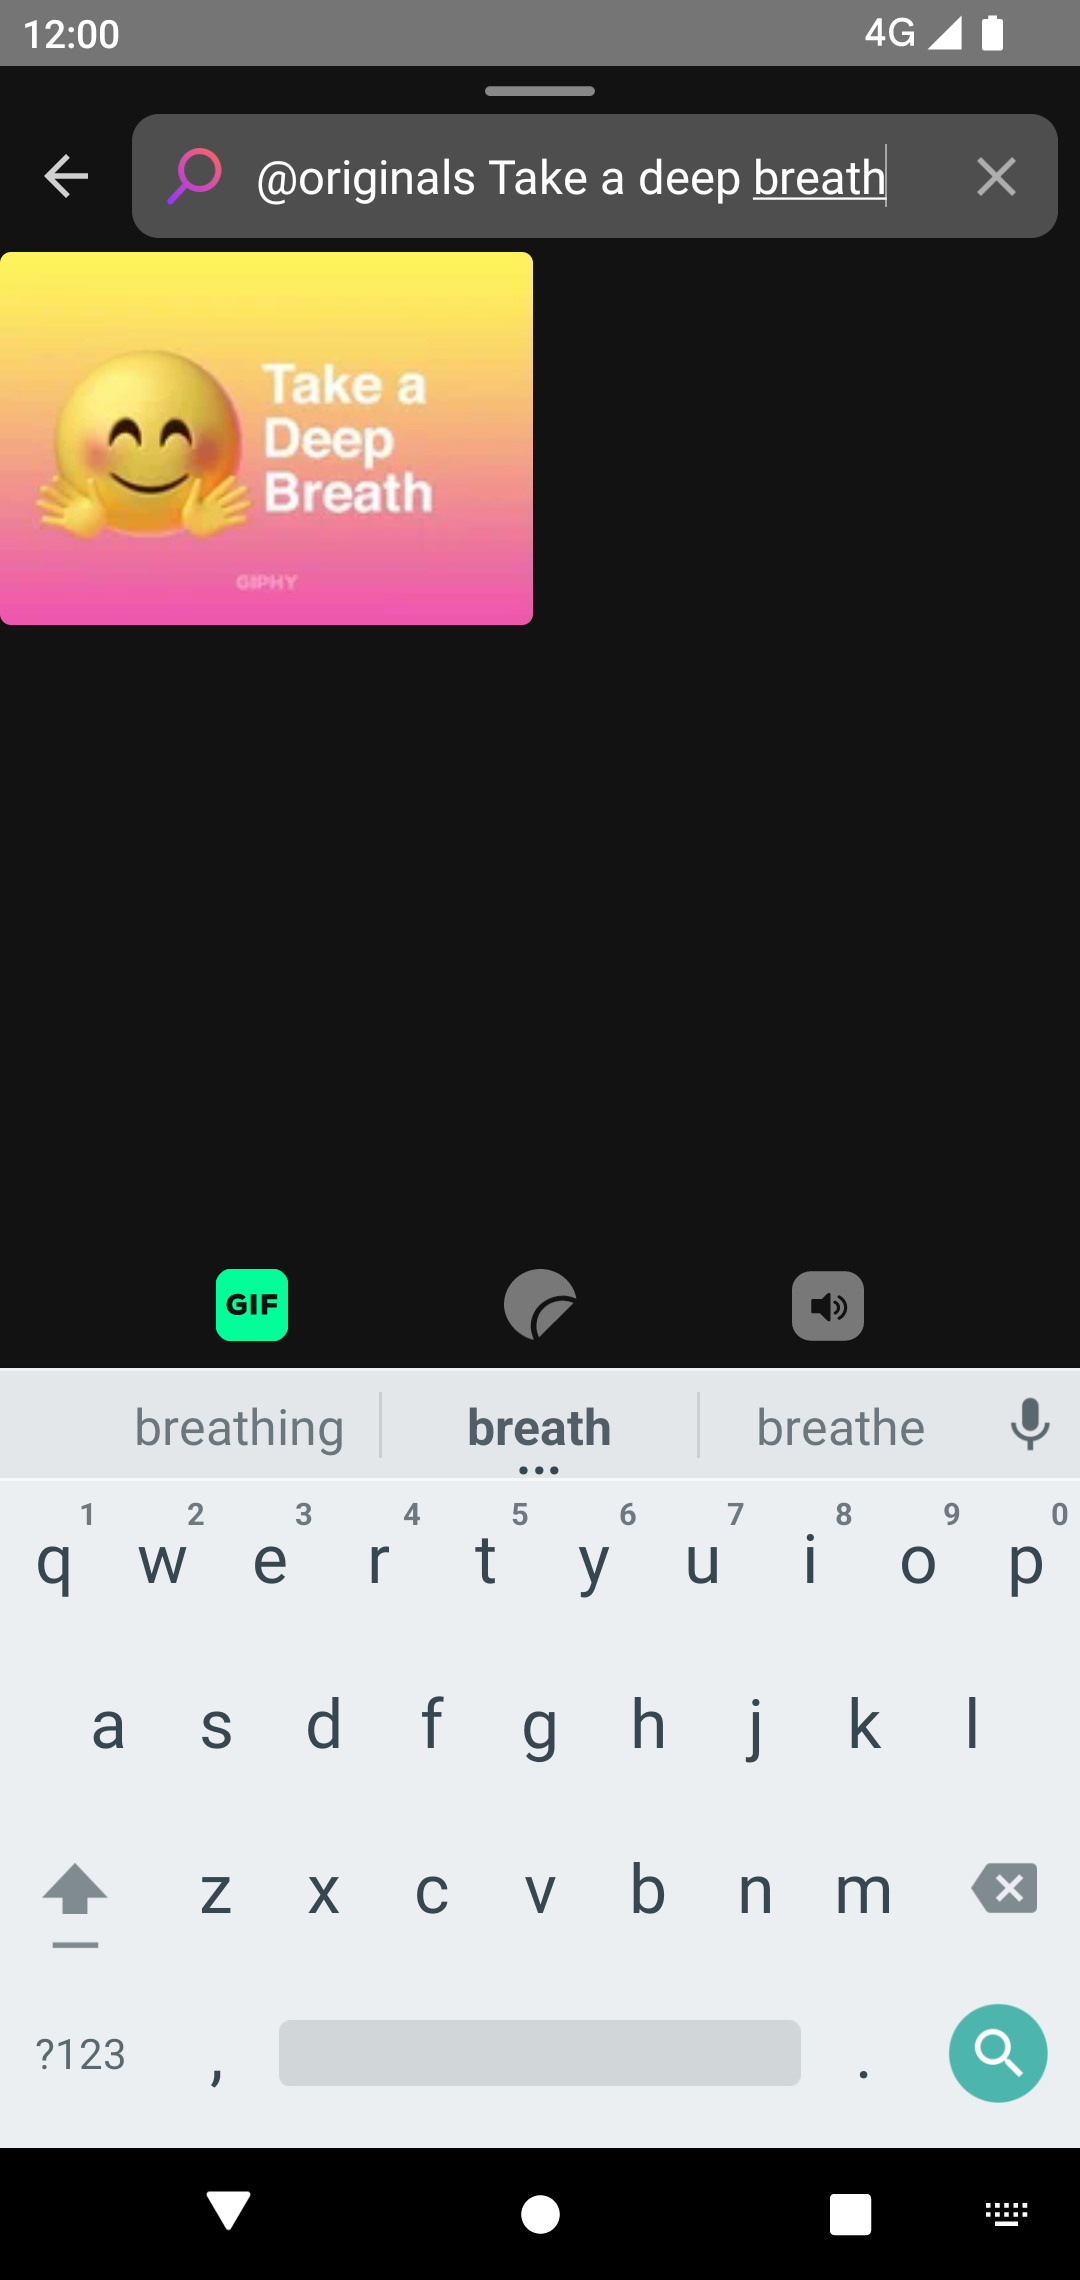 12:00 4G
@originals Take a deep breath
Take a
Deep
Breath
GIPHY
GIF
breathing breath breathe
1 2 3 4 5 6 7 8 9 0
q w e r t y u i o p
a s d f g h j k l
z x c v b n m
?123 , .